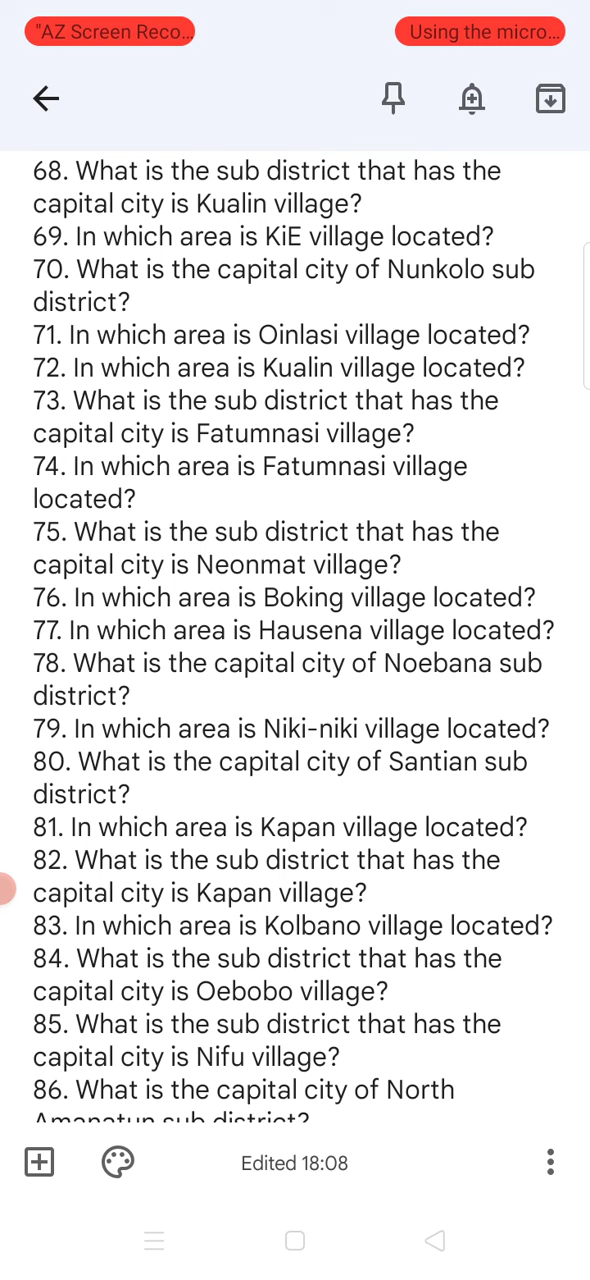 "AZ Screen Reco...
Using the micro...
68. What is the sub district that has the
capital city is Kualin village?
69. In which area is KiE village located?
70. What is the capital city of Nunkolo sub
district?
71. In which area is Oinlasi village located?
72. In which area is Kualin village located?
73. What is the sub district that has the
capital city is Fatumnasi village?
74. In which area is Fatumnasi village
located?
75. What is the sub district that has the
capital city is Neonmat village?
76. In which area is Boking village located?
77. In which area is Hausena village located?
78. What is the capital city of Noebana sub
district?
79. In which area is Niki-niki village located?
80. What is the capital city of Santian sub
district?
81. In which area is Kapan village located?
82. What is the sub district that has the
capital city is Kapan village?
83. In which area is Kolbano village located?
84. What is the sub district that has the
capital city is Oebobo village?
85. What is the sub district that has the
capital city is Nifu village?
86. What is the capital city of North
Amanatun sub district?
Edited 18:08